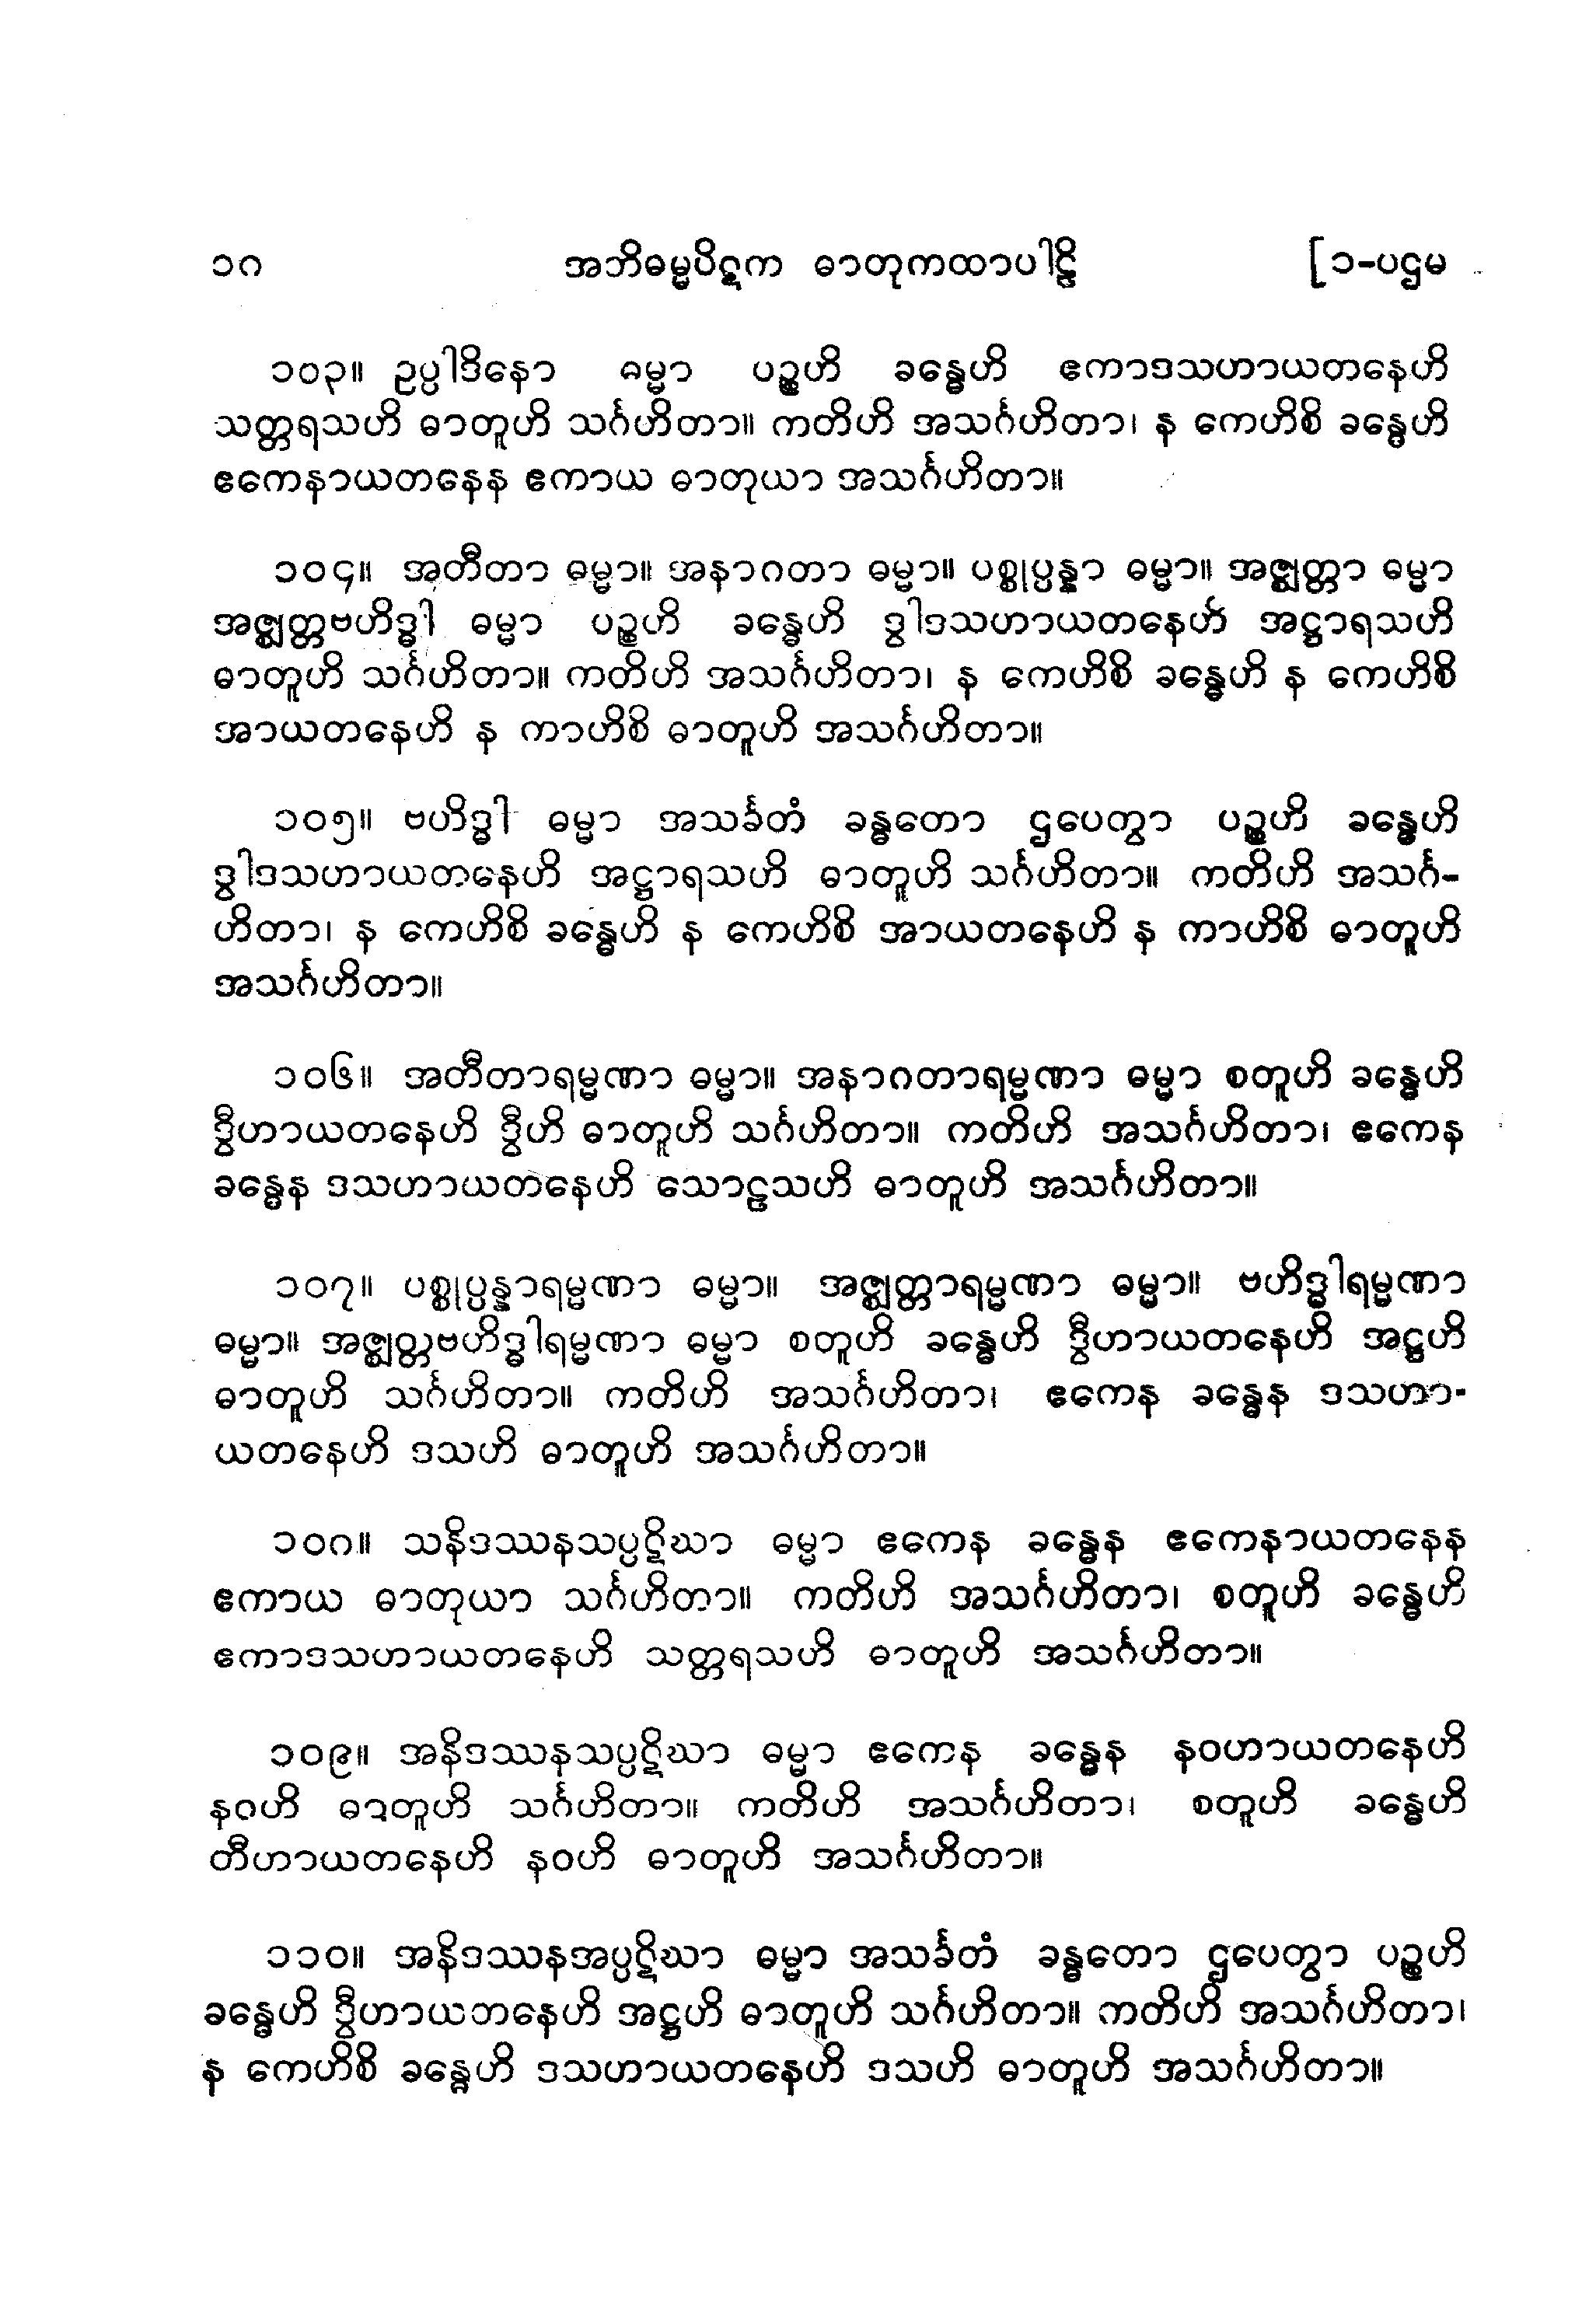 ၁၈ အဘိဓမ္မပိဋက ဓာတုကထာပါဠိ [၁-ပဌမ
၁၀၃။ ဥပ္ပါဒိနော ဓမ္မာ ပဉ္စဟိ ခန္ဓေဟိ ဧကာဒသဟာယတနေဟိ
သတ္တရသဟိ ဓာတူဟိ သင်္ဂဟိတာ။ ကတိဟိ အသင်္ဂဟိတာ၊ န ကေဟိစိ ခန္ဓေဟိ
ဧကေနာယတနေန ဧကာယ ဓာတုယာ အသင်္ဂဟိတာ။
၁၀၄။ အတီတာ ဓမ္မာ။ အနာဂတာ ဓမ္မာ။ ပစ္စုပ္ပန္နာ ဓမ္မာ။ အဇ္ဈတ္တာ ဓမ္မာ
အဇ္ဈတ္တဗဟိဒ္ဓါ ဓမ္မာ ပဉ္စဟိ ခန္ဓေဟိ ဒွါဒသဟာယတနေဟိ အဋ္ဌာရသဟိ
ဓာတူဟိ သင်္ဂဟိတာ။ ကတိဟိ အသင်္ဂဟိတာ၊ န ကေဟိစိ ခန္ဓေဟိ န ကေဟိစိ
အာယတနေဟိ န ကာဟိစိ ဓာတူဟိ အသင်္ဂဟိတာ။
၁၀၅။ ဗဟိဒ္ဓါ ဓမ္မာ အသင်္ခတံ ခန္ဓတော ဌပေတွာ ပဉ္စဟိ ခန္ဓေဟိ
ဒွါဒသဟာယတနေဟိ အဋ္ဌာရသဟိ ဓာတူဟိ သင်္ဂဟိတာ။ ကတိဟိ အသင်္ဂ-
ဟိတာ၊ န ကေဟိစိ ခန္ဓေဟိ န ကေဟိစိ အာယတနေဟိ န ကာဟိစိ ဓာတူဟိ
အသင်္ဂဟိတာ။
၁၀၆။ အတီတာရမ္မဏာ ဓမ္မာ။ အနာဂတာရမ္မဏာ ဓမ္မာ စတူဟိ ခန္ဓေဟိ
ဒွီဟာယတနေဟိ ဒွီဟိ ဓာတူဟိ သင်္ဂဟိတာ။ ကတိဟိ အသင်္ဂဟိတာ၊ ဧကေန
ခန္ဓေန ဒသဟာယတနေဟိ သောဠသဟိ ဓာတူဟိ အသင်္ဂဟိတာ။
၁၀၇။ ပစ္စုပ္ပန္နာရမ္မဏာ ဓမ္မာ။ အဇ္ဈတ္တာရမ္မဏာ ဓမ္မာ။ ဗဟိဒ္ဓါရမ္မဏာ
ဓမ္မာ။ အဇ္ဈတ္တဗဟိဒ္ဓါရမ္မဏာ ဓမ္မာ စတူဟိ ခန္ဓေဟိ ဒွီဟာယတနေဟိ အဋ္ဌဟိ
ဓာတူဟိ သင်္ဂဟိတာ။ ကတိဟိ အသင်္ဂဟိတာ၊ ဧကေန ခန္ဓေန ဒသဟာ-
ယတနေဟိ ဒသဟိ ဓာတူဟိ အသင်္ဂဟိတာ။
၁၀၈။ သနိဒဿနသပ္ပဋိဃာ ဓမ္မာ ဧကေန ခန္ဓေန ဧကေနာယတနေန
ဧကာယ ဓာတုယာ သင်္ဂဟိတာ။ ကတိဟိ အသင်္ဂဟိတာ၊ စတူဟိ ခန္ဓေဟိ
ဧကာဒသဟာယတနေဟိ သတ္တရသဟိ ဓာတူဟိ အသင်္ဂဟိတာ။
၁၀၉။ အနိဒဿနသပ္ပဋိဃာ ဓမ္မာ ဧကေန ခန္ဓေန နဝဟာယတနေဟိ
နဝဟိ ဓာတူဟိ သင်္ဂဟိတာ။ ကတိဟိ အသင်္ဂဟိတာ၊ စတူဟိ ခန္ဓေဟိ
တီဟာယတနေဟိ နဝဟိ ဓာတူဟိ အသင်္ဂဟိတာ။
၁၁၀။ အနိဒဿနအပ္ပဋိဃာ ဓမ္မာ အသင်္ခတံ ခန္ဓတော ဌပေတွာ ပဉ္စဟိ
ခန္ဓေဟိ ဒွီဟာယတနေဟိ အဋ္ဌဟိ ဓာတူဟိ သင်္ဂဟိတာ။ ကတိဟိ အသင်္ဂဟိတာ၊
န ကေဟိစိ ခန္ဓေဟိ ဒသဟာယတနေဟိ ဒသဟိ ဓာတူဟိ အသင်္ဂဟိတာ။